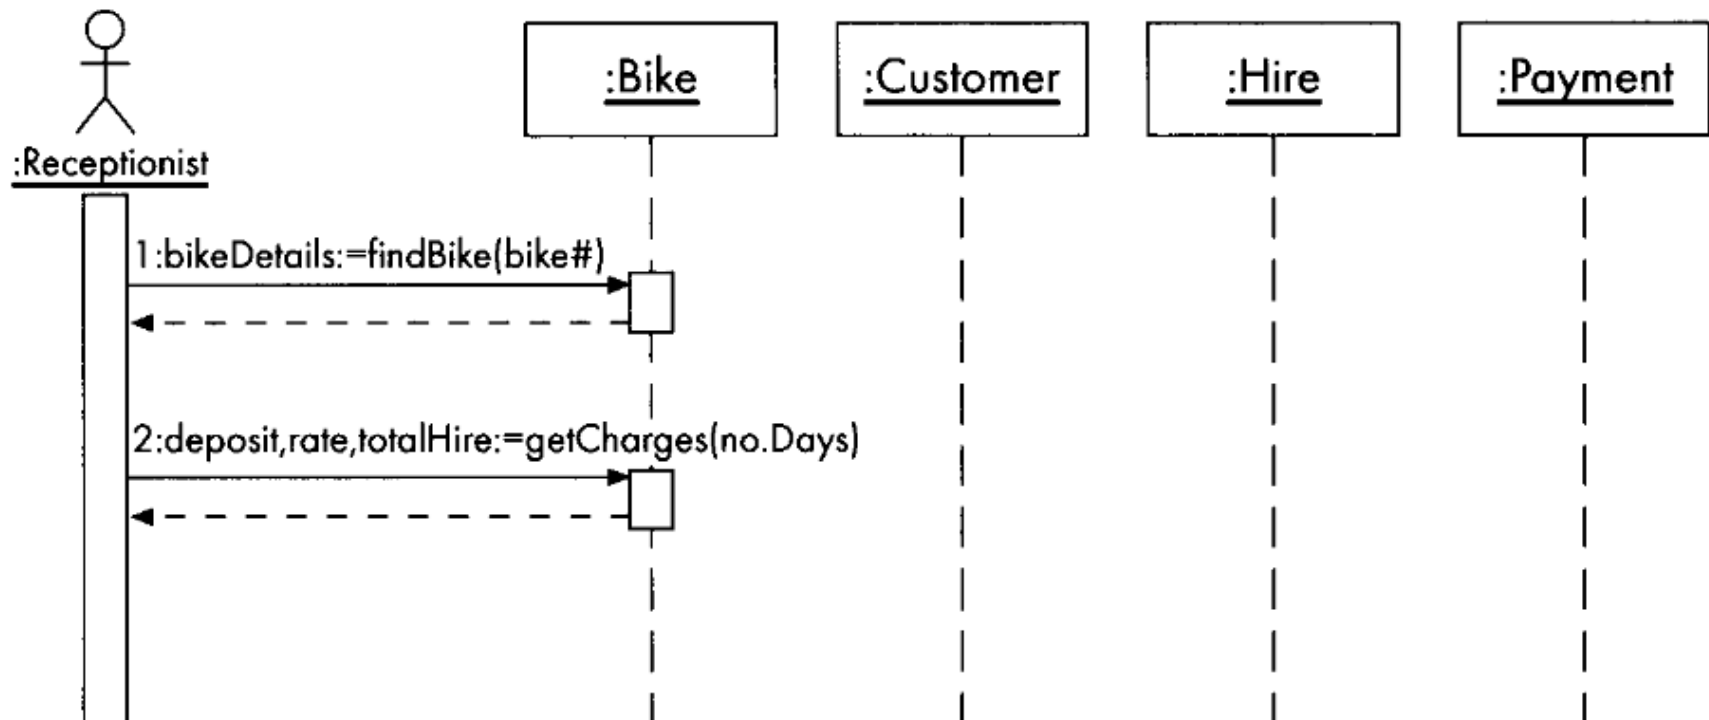 :Bike
:Customer
:Hire
:Payment
:Receptionist
1:bikeDetails:=findBike(bike#)
2:deposit,rate,totalHire:=getCharges(no.Days)